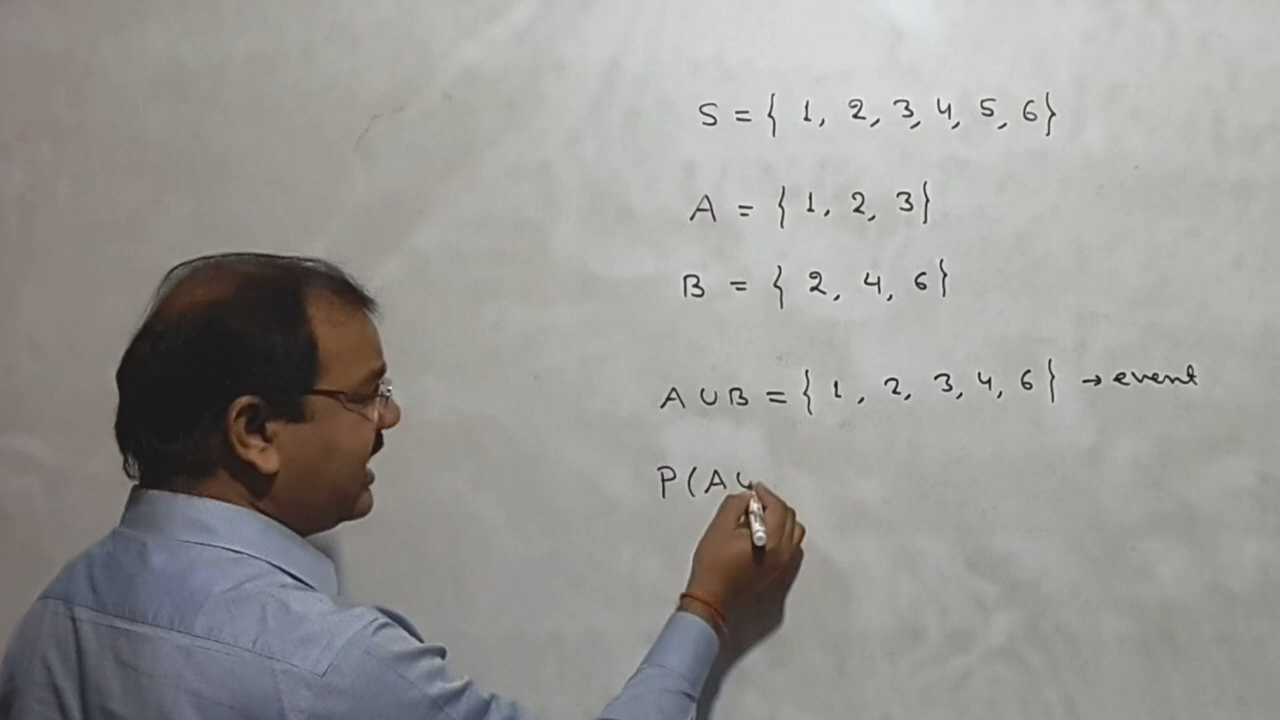 S = { 1, 2, 3, 4, 5, 6}
A = { 1, 2, 3}
B = { 2, 4, 6}
A ∪ B = { 1, 2, 3, 4, 6 } → event
P(A ∪